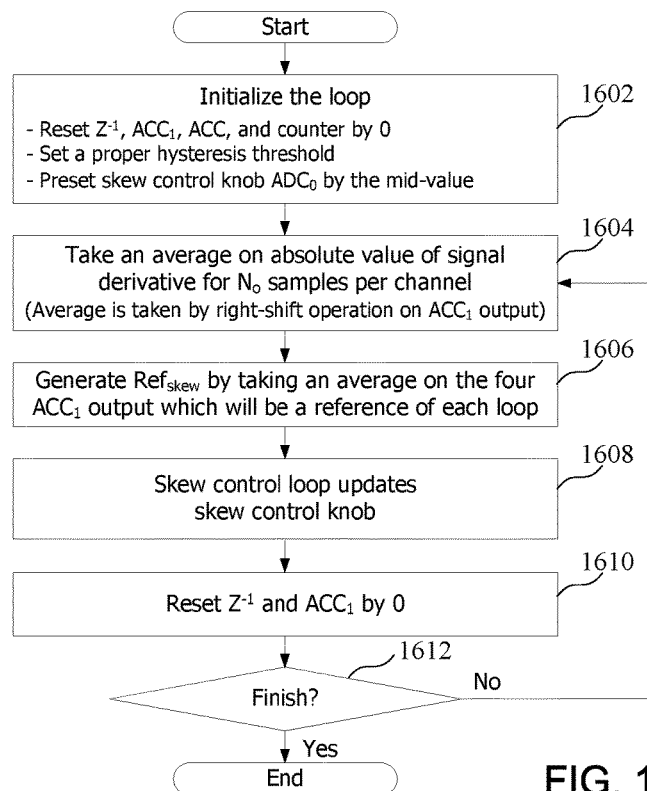 Start
Initialize the loop
1602
- Reset Z⁻¹, ACC₁, ACC, and counter by 0
- Set a proper hysteresis threshold
- Preset skew control knob ADC₀ by the mid-value
1604
Take an average on absolute value of signal
derivative for Nₒ samples per channel
(Average is taken by right-shift operation on ACC₁ output)
1606
Generate Ref_skew by taking an average on the four
ACC₁ output which will be a reference of each loop
1608
Skew control loop updates
skew control knob
1610
Reset Z⁻¹ and ACC₁ by 0
1612
Finish?
No
Yes
End
FIG. 1